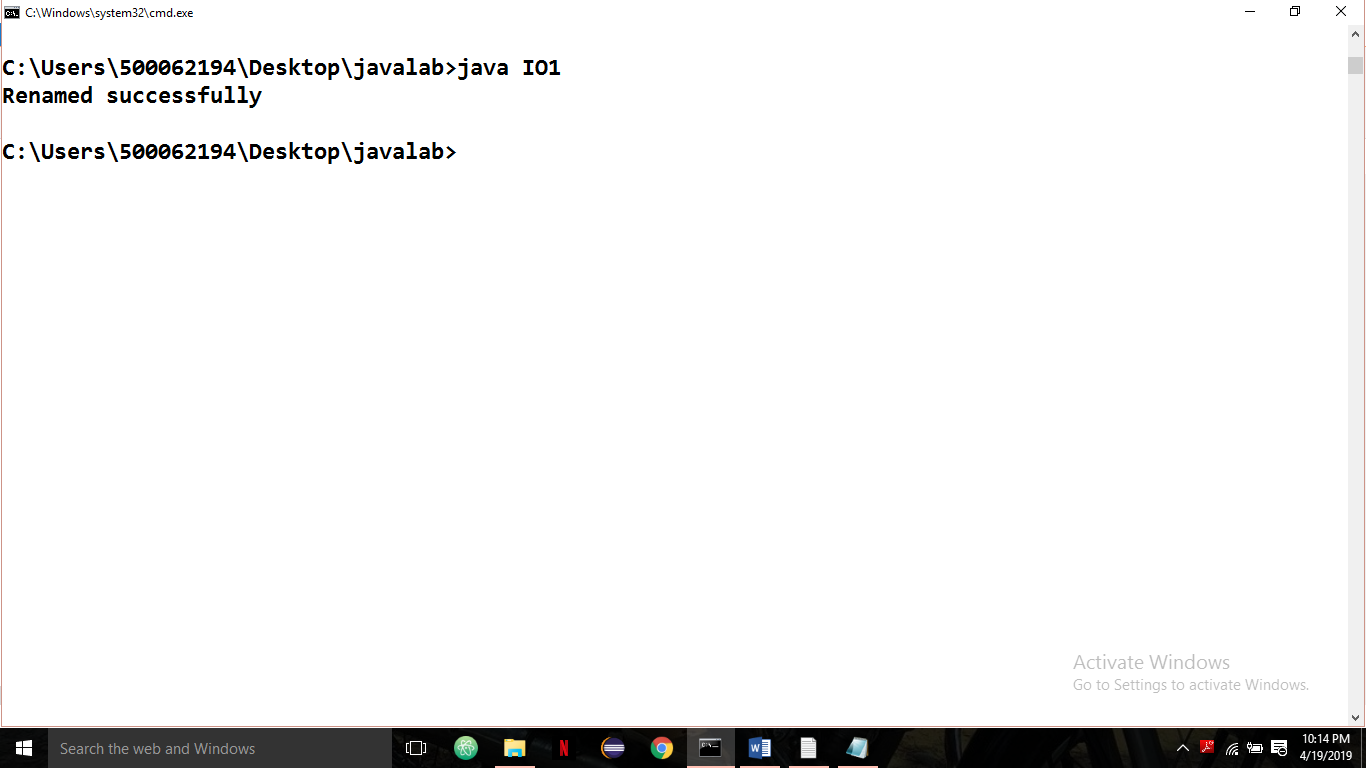 C:\Windows\system32\cmd.exe
C:\Users\500062194\Desktop\javalab>java IO1
Renamed successfully
C:\Users\500062194\Desktop\javalab>
Activate Windows
Go to Settings to activate Windows.
Search the web and Windows
10:14 PM
4/19/2019